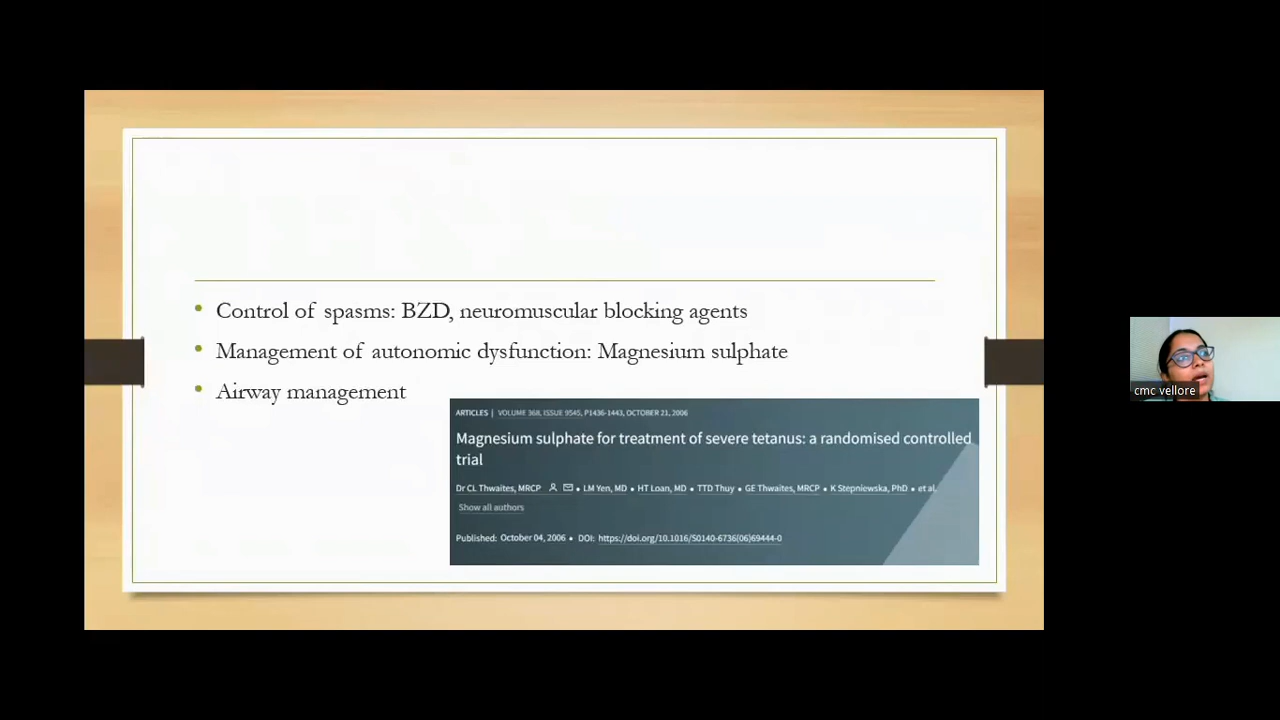 • Control of spasms: BZD, neuromuscular blocking agents
• Management of autonomic dysfunction: Magnesium sulphate
• Airway management
ARTICLES | VOLUME 368, ISSUE 9545, P1436-1443, OCTOBER 21, 2006
Magnesium sulphate for treatment of severe tetanus: a randomised controlled
trial
Dr CL Thwaites, MRCP • LM Yen, MD • HT Loan, MD • TTD Thuy • GE Thwaites, MRCP • K Stepniewska, PhD • et al.
Show all authors
Published: October 04, 2006 • DOI: https://doi.org/10.1016/S0140-6736(06)69444-0
cmc vellore